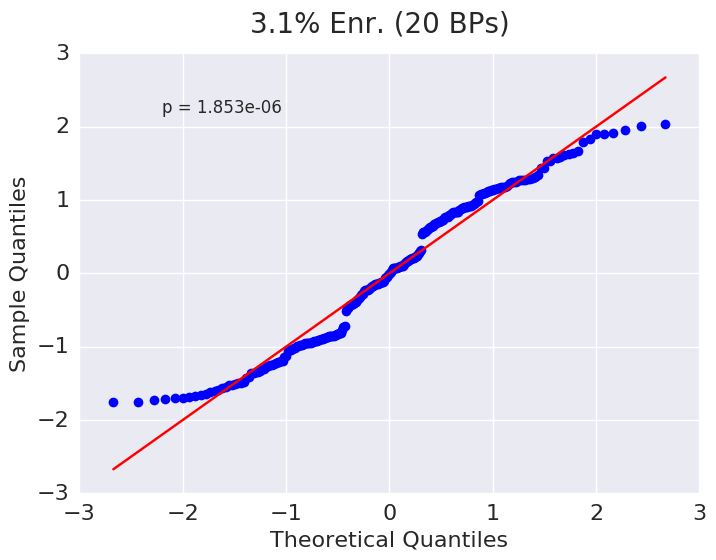 3.1% Enr. (20 BPs)
3
2
1
0
−1
−2
−3
p = 1.853e-06
Sample Quantiles
−3 −2 −1 0 1 2 3
Theoretical Quantiles